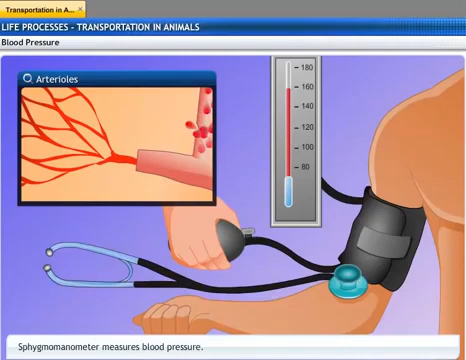 Transportation in A...
LIFE PROCESSES - TRANSPORTATION IN ANIMALS
Blood Pressure
Arterioles
180
160
140
120
100
80
Sphygmomanometer measures blood pressure.